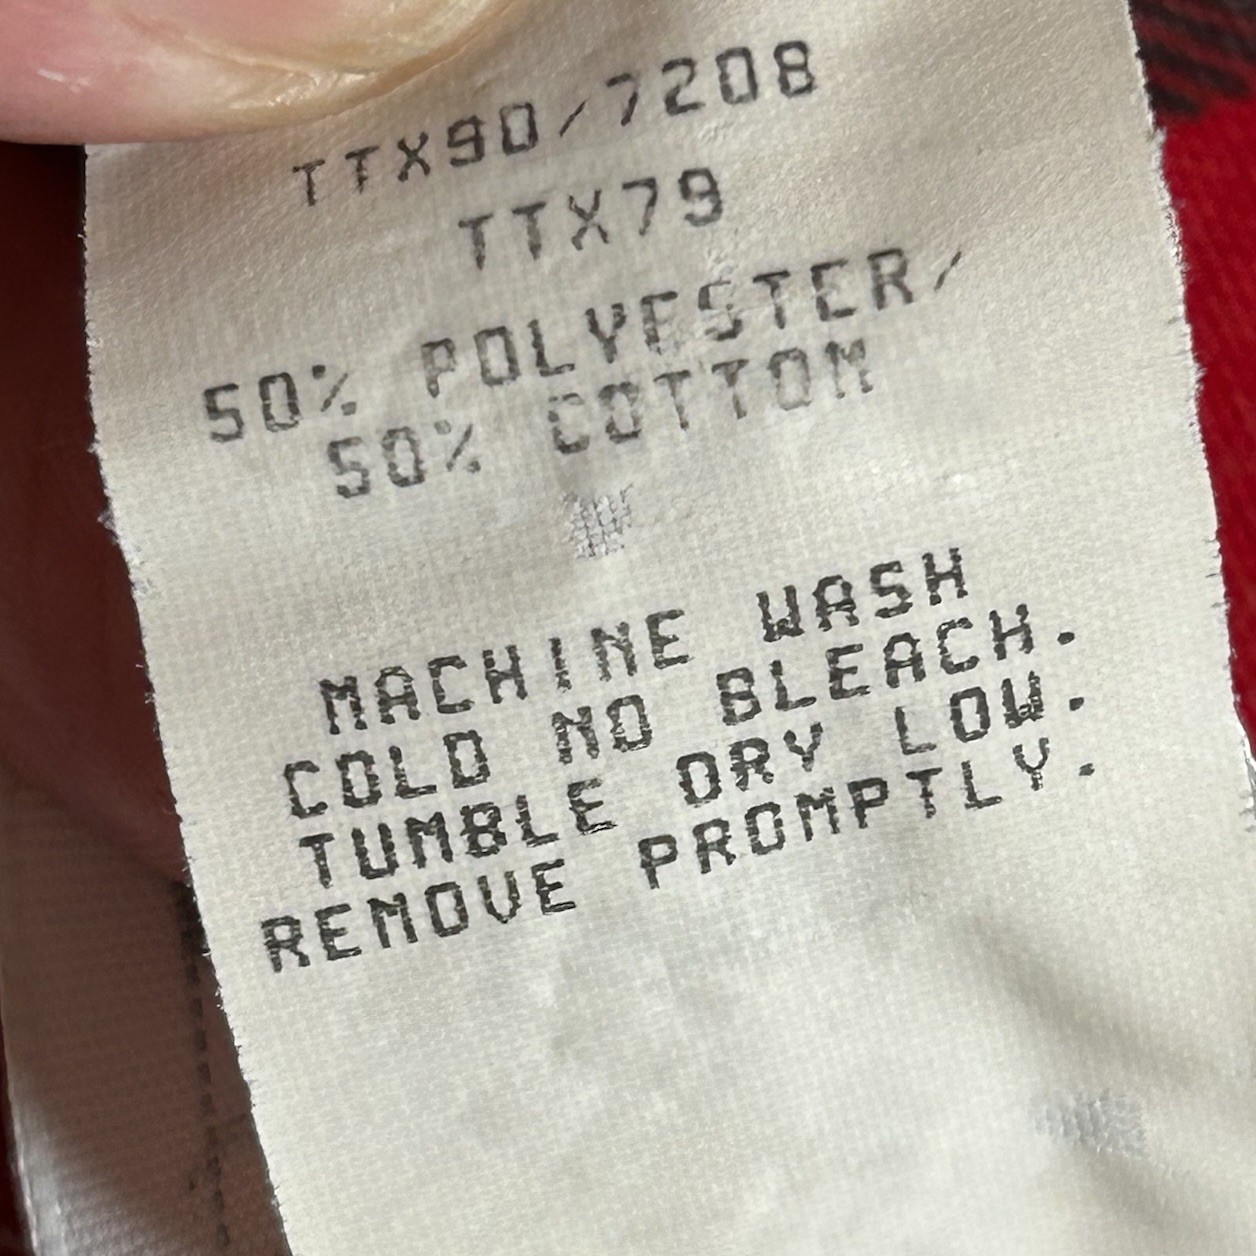 TTX90/7208
TTX79
50% POLYESTER/
50% COTTON
MACHINE WASH
COLD NO BLEACH.
TUMBLE DRY LOW.
REMOVE PROMPTLY.